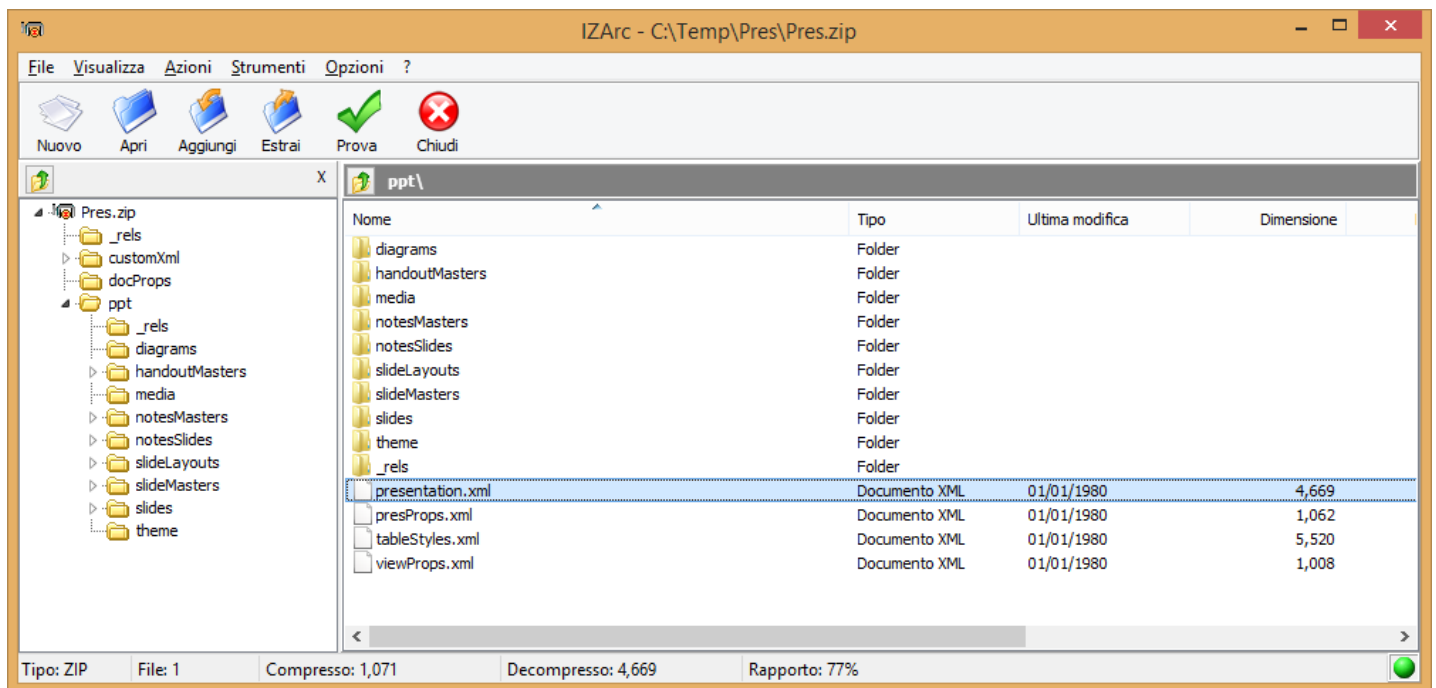 IZArc - C:\Temp\Pres\Pres.zip
File Visualizza Azioni Strumenti Opzioni ?
Nuovo Apri Aggiungi Estrai Prova Chiudi
X
ppt\
Pres.zip
_rels
customXml
docProps
ppt
_rels
diagrams
handoutMasters
media
notesMasters
notesSlides
slideLayouts
slideMasters
slides
theme
Nome Tipo Ultima modifica Dimensione
diagrams Folder
handoutMasters Folder
media Folder
notesMasters Folder
notesSlides Folder
slideLayouts Folder
slideMasters Folder
slides Folder
theme Folder
_rels Folder
presentation.xml Documento XML 01/01/1980 4,669
presProps.xml Documento XML 01/01/1980 1,062
tableStyles.xml Documento XML 01/01/1980 5,520
viewProps.xml Documento XML 01/01/1980 1,008
Tipo: ZIP File: 1 Compresso: 1,071 Decompresso: 4,669 Rapporto: 77%